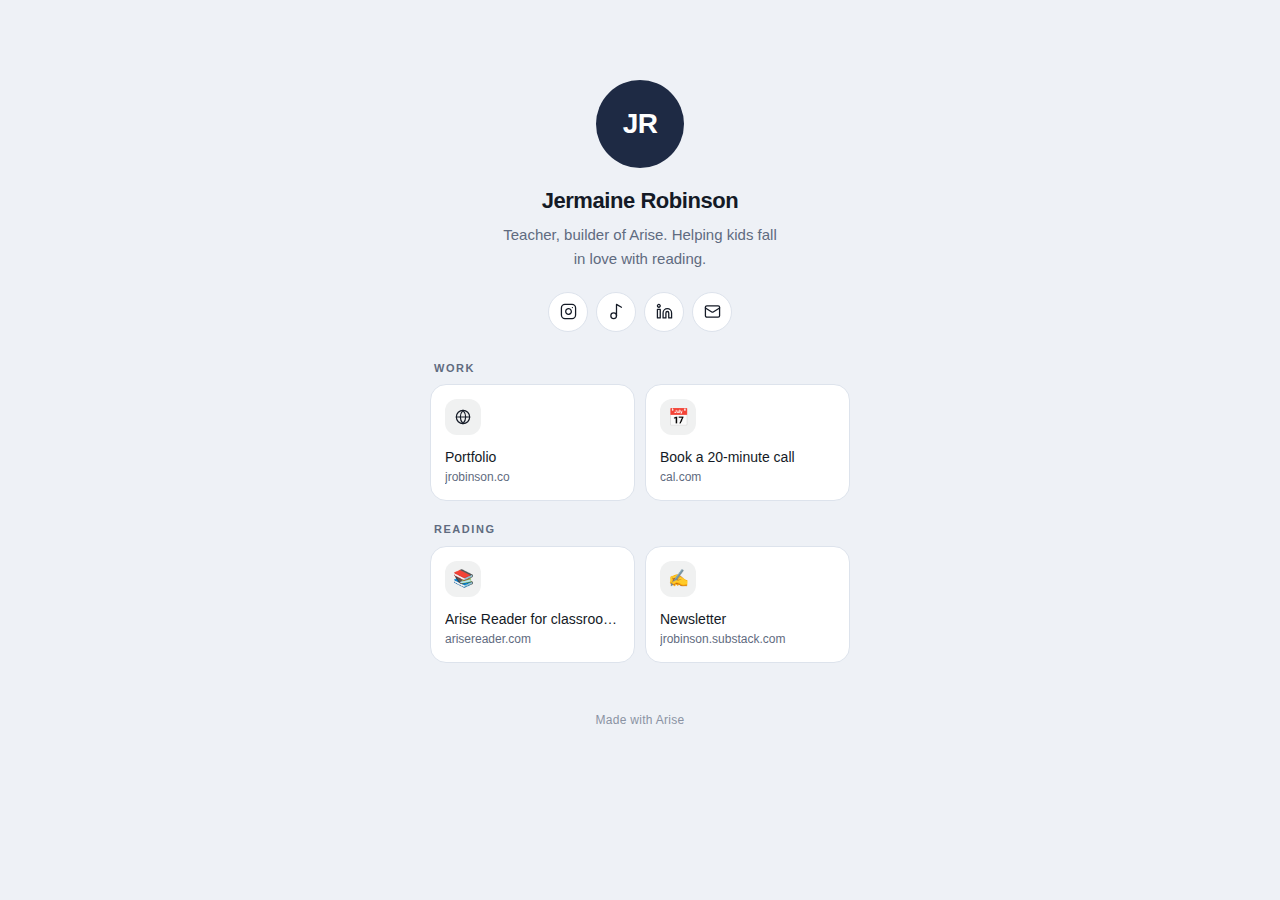 JR
Jermaine Robinson
Teacher, builder of Arise. Helping kids fall
in love with reading.
WORK
Portfolio
jrobinson.co
Book a 20-minute call
cal.com
READING
Arise Reader for classroo…
arisereader.com
Newsletter
jrobinson.substack.com
Made with Arise